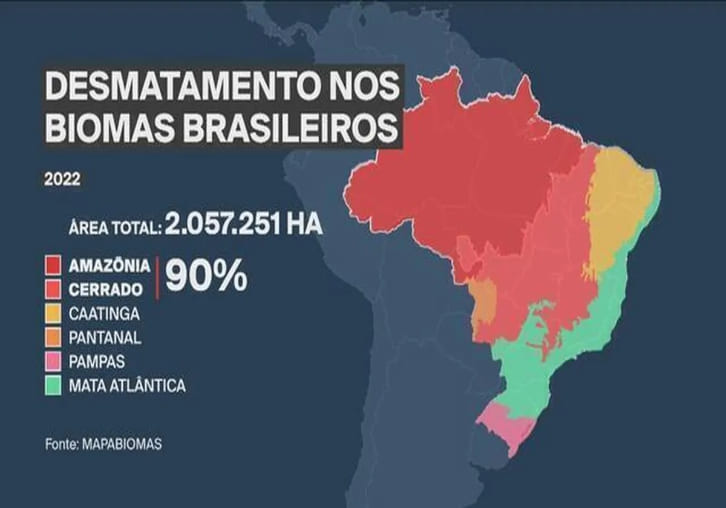 DESMATAMENTO NOS
BIOMAS BRASILEIROS
2022
ÁREA TOTAL: 2.057.251 HA
AMAZÔNIA
CERRADO
90%
CAATINGA
PANTANAL
PAMPAS
MATA ATLÂNTICA
Fonte: MAPABIOMAS